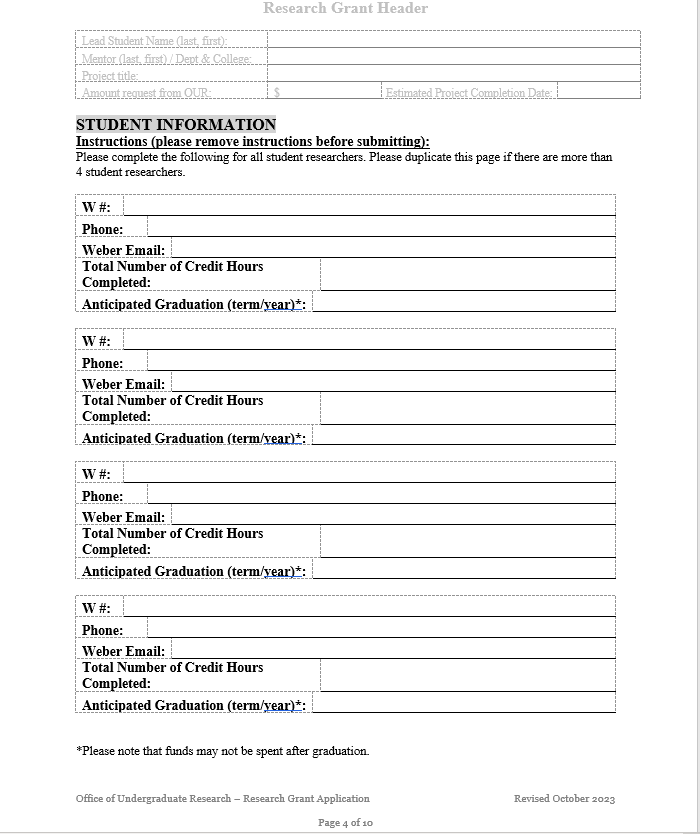 Research Grant Header
Lead Student Name (last, first):
Mentor (last, first) / Dept & College:
Project title:
Amount request from OUR: $ Estimated Project Completion Date:
STUDENT INFORMATION
Instructions (please remove instructions before submitting):
Please complete the following for all student researchers. Please duplicate this page if there are more than
4 student researchers.
W #:
Phone:
Weber Email:
Total Number of Credit Hours
Completed:
Anticipated Graduation (term/year)*:
W #:
Phone:
Weber Email:
Total Number of Credit Hours
Completed:
Anticipated Graduation (term/year)*:
W #:
Phone:
Weber Email:
Total Number of Credit Hours
Completed:
Anticipated Graduation (term/year)*:
W #:
Phone:
Weber Email:
Total Number of Credit Hours
Completed:
Anticipated Graduation (term/year)*:
*Please note that funds may not be spent after graduation.
Office of Undergraduate Research – Research Grant Application Revised October 2023
Page 4 of 10